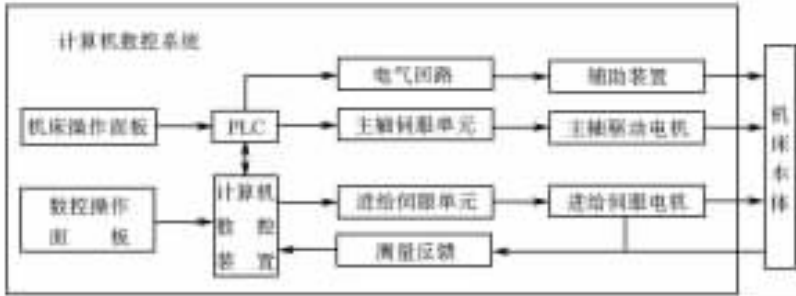 计算机数控系统
电气回路
辅助装置
机床操作面板
PLC
主轴伺服单元
主轴驱动电机
机床本体
数控操作
面 板
计算机
数 控
装 置
进给伺服单元
进给伺服电机
测量反馈